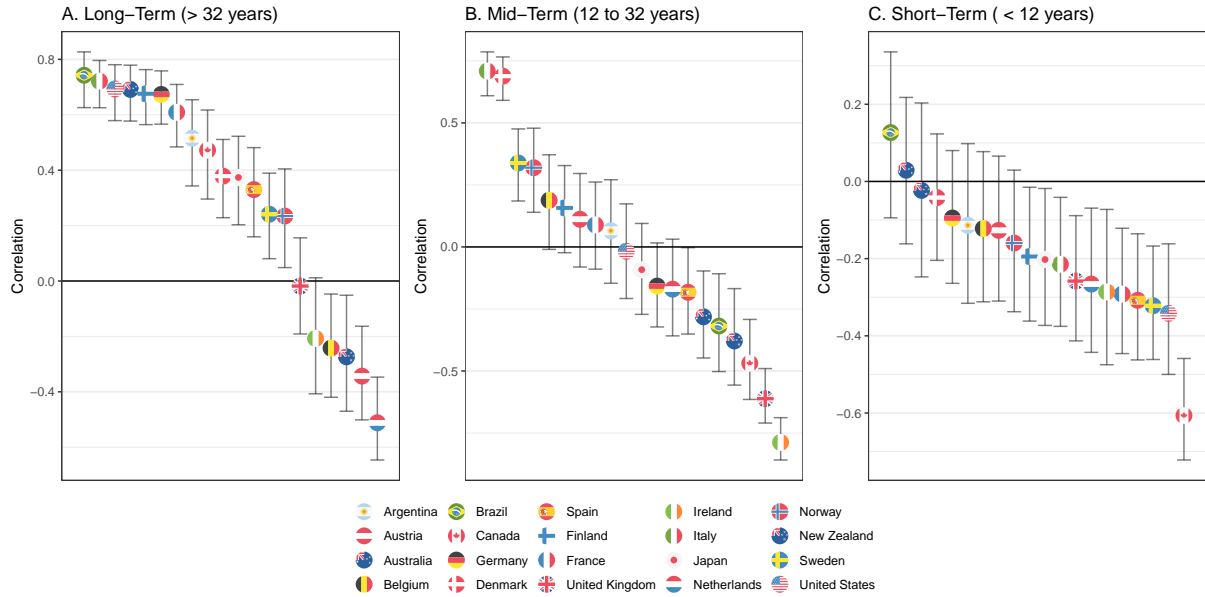 A. Long−Term (> 32 years)
B. Mid−Term (12 to 32 years)
C. Short−Term ( < 12 years)
Correlation
0.8
0.4
0.0
−0.4
Correlation
0.5
0.0
−0.5
Correlation
0.2
0.0
−0.2
−0.4
−0.6
Argentina Brazil Spain Ireland Norway
Austria Canada Finland Italy New Zealand
Australia Germany France Japan Sweden
Belgium Denmark United Kingdom Netherlands United States